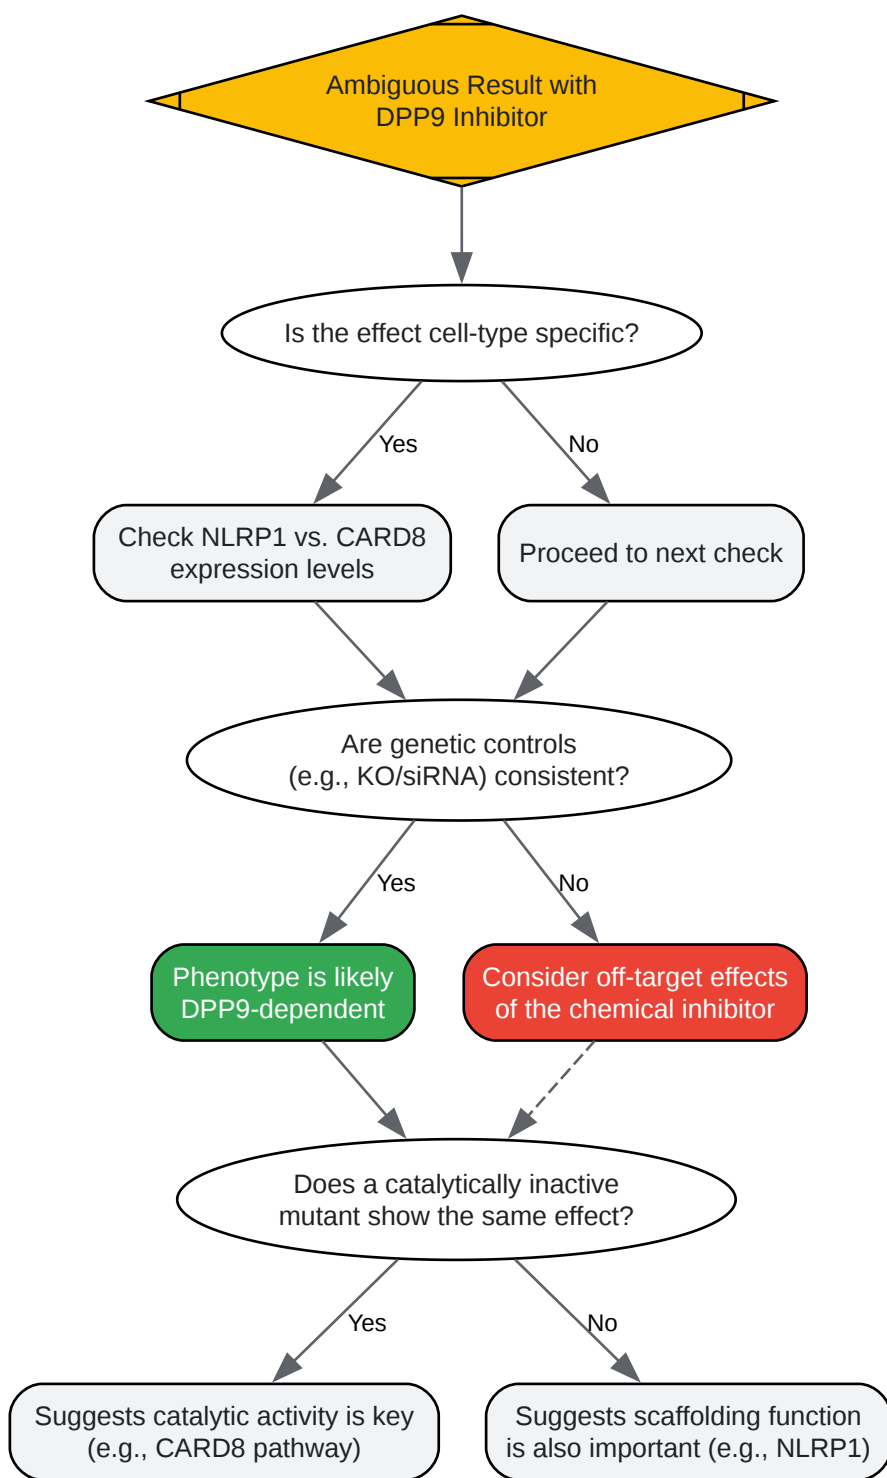 Ambiguous Result with
DPP9 Inhibitor
Is the effect cell-type specific?
Yes
No
Check NLRP1 vs. CARD8
expression levels
Proceed to next check
Are genetic controls
(e.g., KO/siRNA) consistent?
Yes
No
Phenotype is likely
DPP9-dependent
Consider off-target effects
of the chemical inhibitor
Does a catalytically inactive
mutant show the same effect?
Yes
No
Suggests catalytic activity is key
(e.g., CARD8 pathway)
Suggests scaffolding function
is also important (e.g., NLRP1)